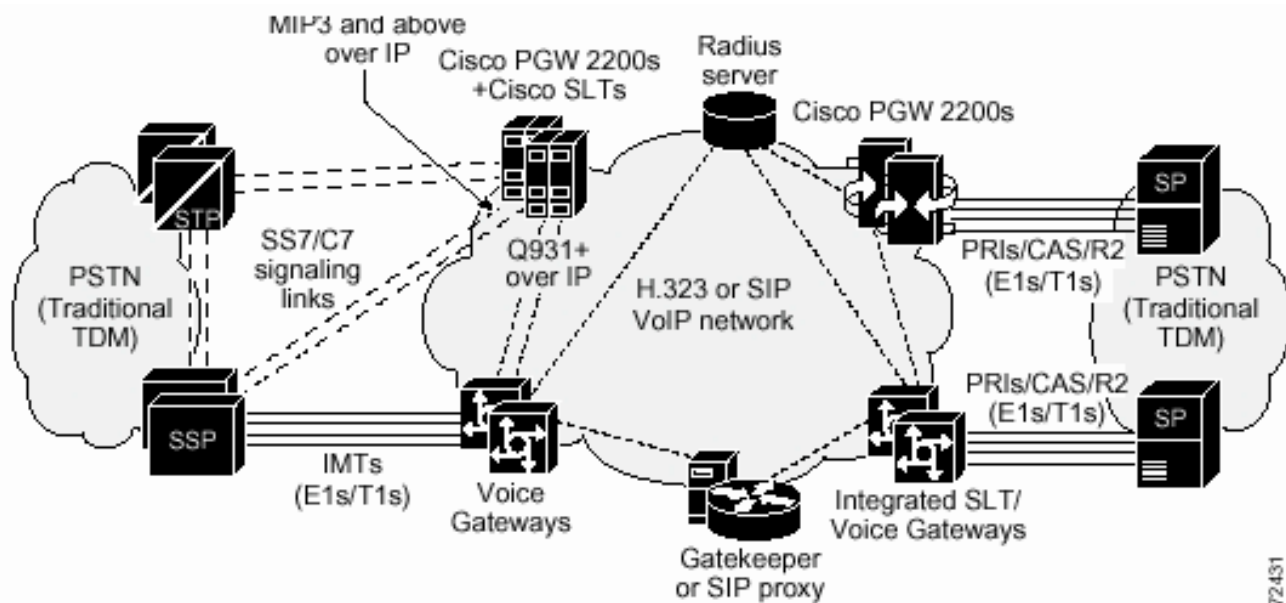 MIP3 and above
over IP
Cisco PGW 2200s
+Cisco SLTs
Radius
server
Cisco PGW 2200s
STP
SP
SS7/C7
signaling
links
Q931+
over IP
PSTN
(Traditional
TDM)
H.323 or SIP
VoIP network
PRIs/CAS/R2
(E1s/T1s)
PSTN
(Traditional
TDM)
PRIs/CAS/R2
(E1s/T1s)
SSP
SP
IMTs
(E1s/T1s)
Voice
Gateways
Integrated SLT/
Voice Gateways
Gatekeeper
or SIP proxy
72431